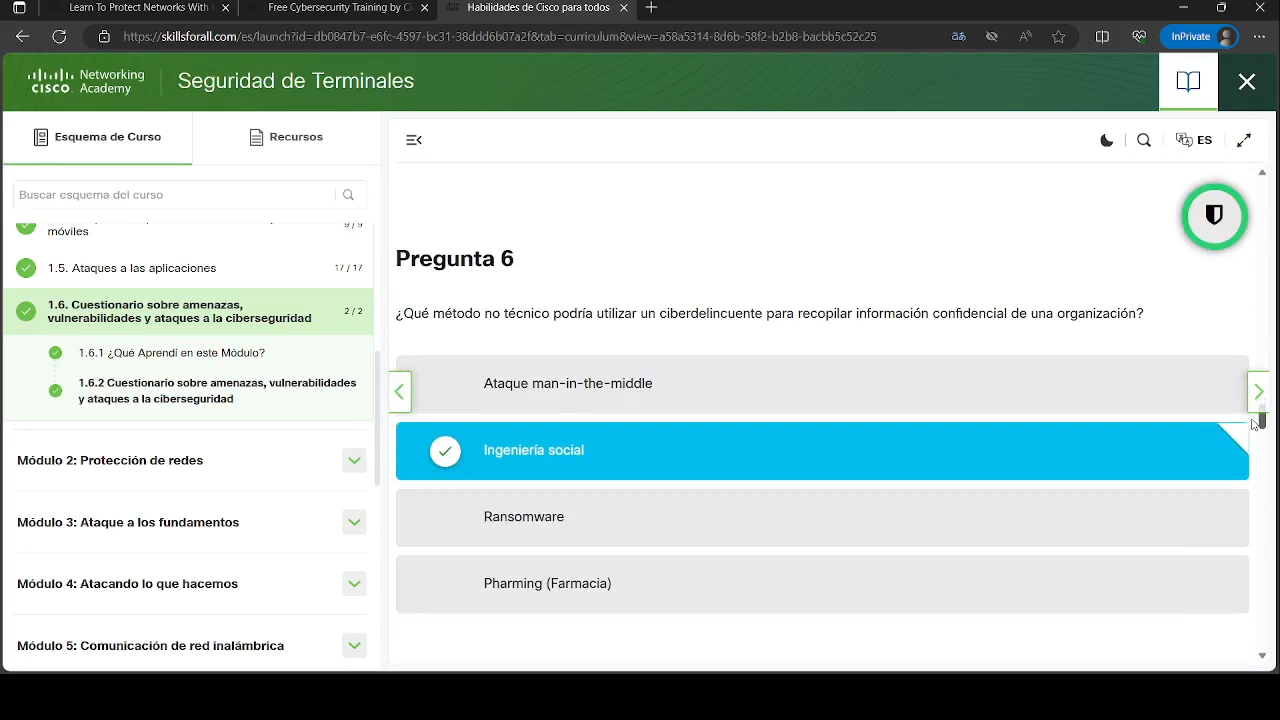 Learn To Protect Networks With
Free Cybersecurity Training by Ci
Habilidades de Cisco para todos
https://skillsforall.com/es/launch?id=db0847b7-e6fc-4597-bc31-38ddd6b07a2f&tab=curriculum&view=a58a5314-8d6b-58f2-b2b8-bacbb5c52c25
InPrivate
Networking
CISCO Academy
Seguridad de Terminales
Esquema de Curso
Recursos
ES
Buscar esquema del curso
móviles
9 / 9
1.5. Ataques a las aplicaciones
17 / 17
1.6. Cuestionario sobre amenazas,
vulnerabilidades y ataques a la ciberseguridad
2 / 2
1.6.1 ¿Qué Aprendí en este Módulo?
1.6.2 Cuestionario sobre amenazas, vulnerabilidades
y ataques a la ciberseguridad
Módulo 2: Protección de redes
Módulo 3: Ataque a los fundamentos
Módulo 4: Atacando lo que hacemos
Módulo 5: Comunicación de red inalámbrica
Pregunta 6
¿Qué método no técnico podría utilizar un ciberdelincuente para recopilar información confidencial de una organización?
Ataque man-in-the-middle
Ingeniería social
Ransomware
Pharming (Farmacia)